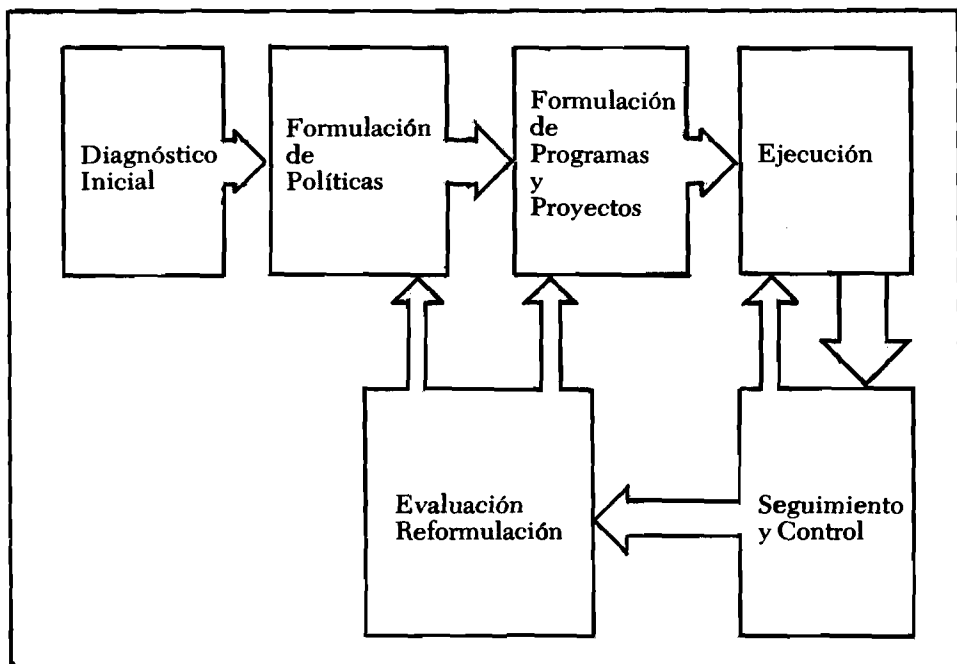 Diagnóstico
Inicial
Formulación
de
Políticas
Formulación
de
Programas
y
Proyectos
Ejecución
Evaluación
Reformulación
Seguimiento
y Control